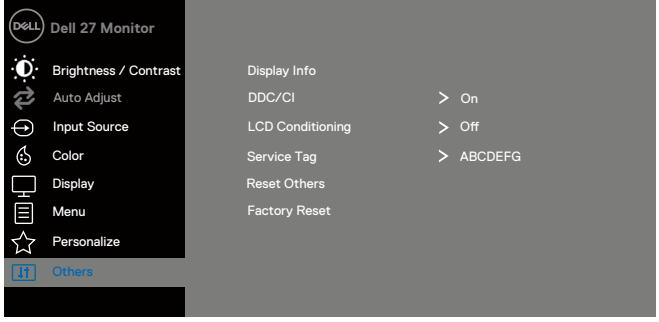 DELL Dell 27 Monitor
Brightness / Contrast
Auto Adjust
Input Source
Color
Display
Menu
Personalize
Others
Display Info
DDC/CI > On
LCD Conditioning > Off
Service Tag > ABCDEFG
Reset Others
Factory Reset